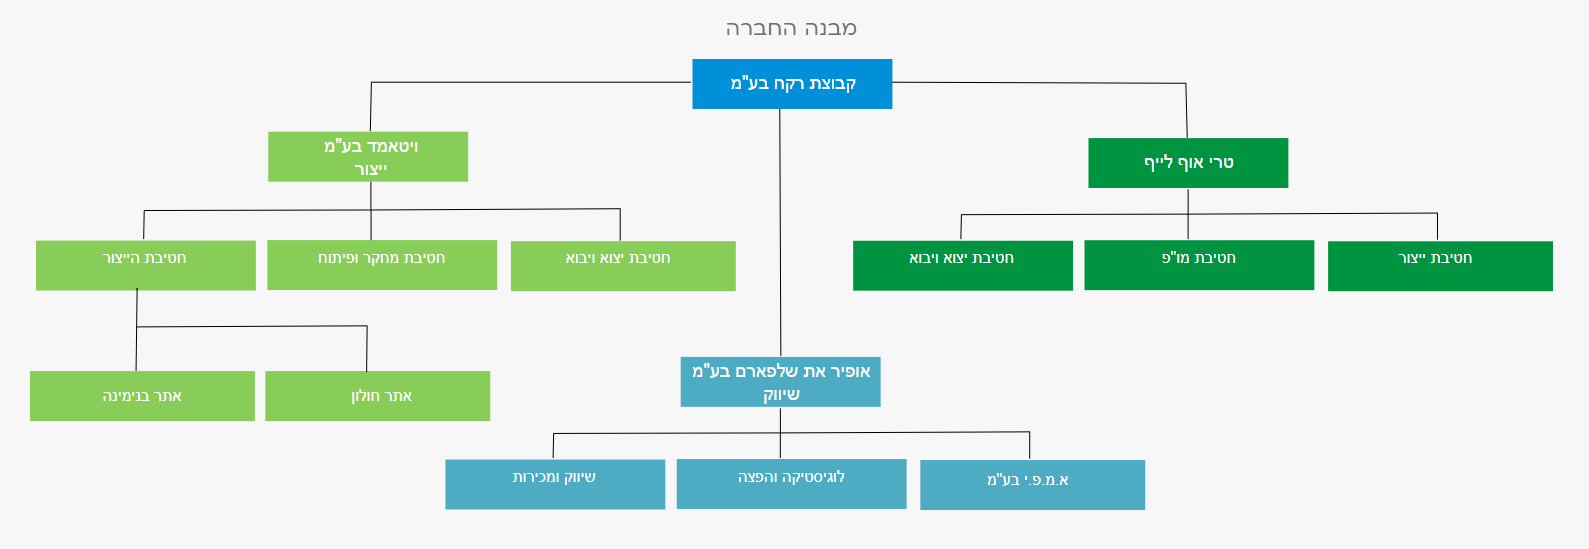 מבנה החברה
קבוצת רקח בע"מ
טרי אוף לייף
ויטאמד בע"מ
ייצור
חטיבת ייצור
חטיבת מו"פ
חטיבת יצוא ויבוא
חטיבת יצוא ויבוא
חטיבת מחקר ופיתוח
חטיבת הייצור
אופיר את שלפארם בע"מ
שיווק
אתר חולון
אתר בנימינה
א.מ.פ.י בע"מ
לוגיסטיקה והפצה
שיווק ומכירות